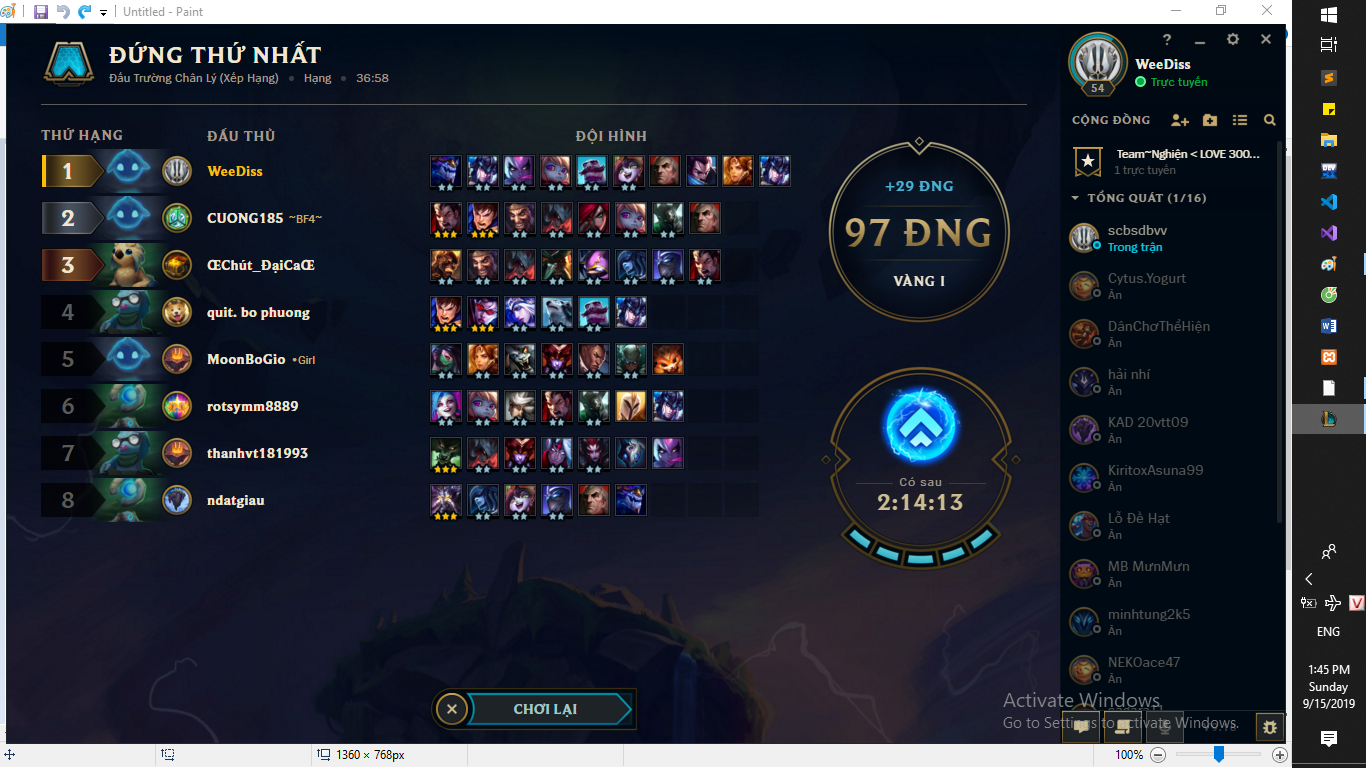 Untitled - Paint
ĐỨNG THỨ NHẤT
Đấu Trường Chân Lý (Xếp Hạng) • Hạng • 36:58
THỨ HẠNG ĐẤU THỦ ĐỘI HÌNH
1 WeeDiss
2 CUONG185 ~BF4~
3 ŒChút_ĐạiCaŒ
4 quit. bo phuong
5 MoonBoGio •Girl
6 rotsymm8889
7 thanhvt181993
8 ndatgiau
+29 ĐNG
97 ĐNG
VÀNG I
Có sau
2:14:13
CHƠI LẠI
?
WeeDiss
54
Trực tuyến
CỘNG ĐỒNG
Team~Nghiện < LOVE 300...
1 trực tuyến
TỔNG QUÁT (1/16)
scbsdbvv
Trong trận
Cytus.Yogurt
Ẩn
DânChơThểHiện
Ẩn
hải nhí
Ẩn
KAD 20vtt09
Ẩn
KiritoxAsuna99
Ẩn
Lỗ Đè Hạt
Ẩn
MB MưnMưn
Ẩn
minhtung2k5
Ẩn
NEKOace47
Ẩn
Activate Windows
Go to Settings to activate Windows.
1360 × 768px
100%
ENG
1:45 PM
Sunday
9/15/2019